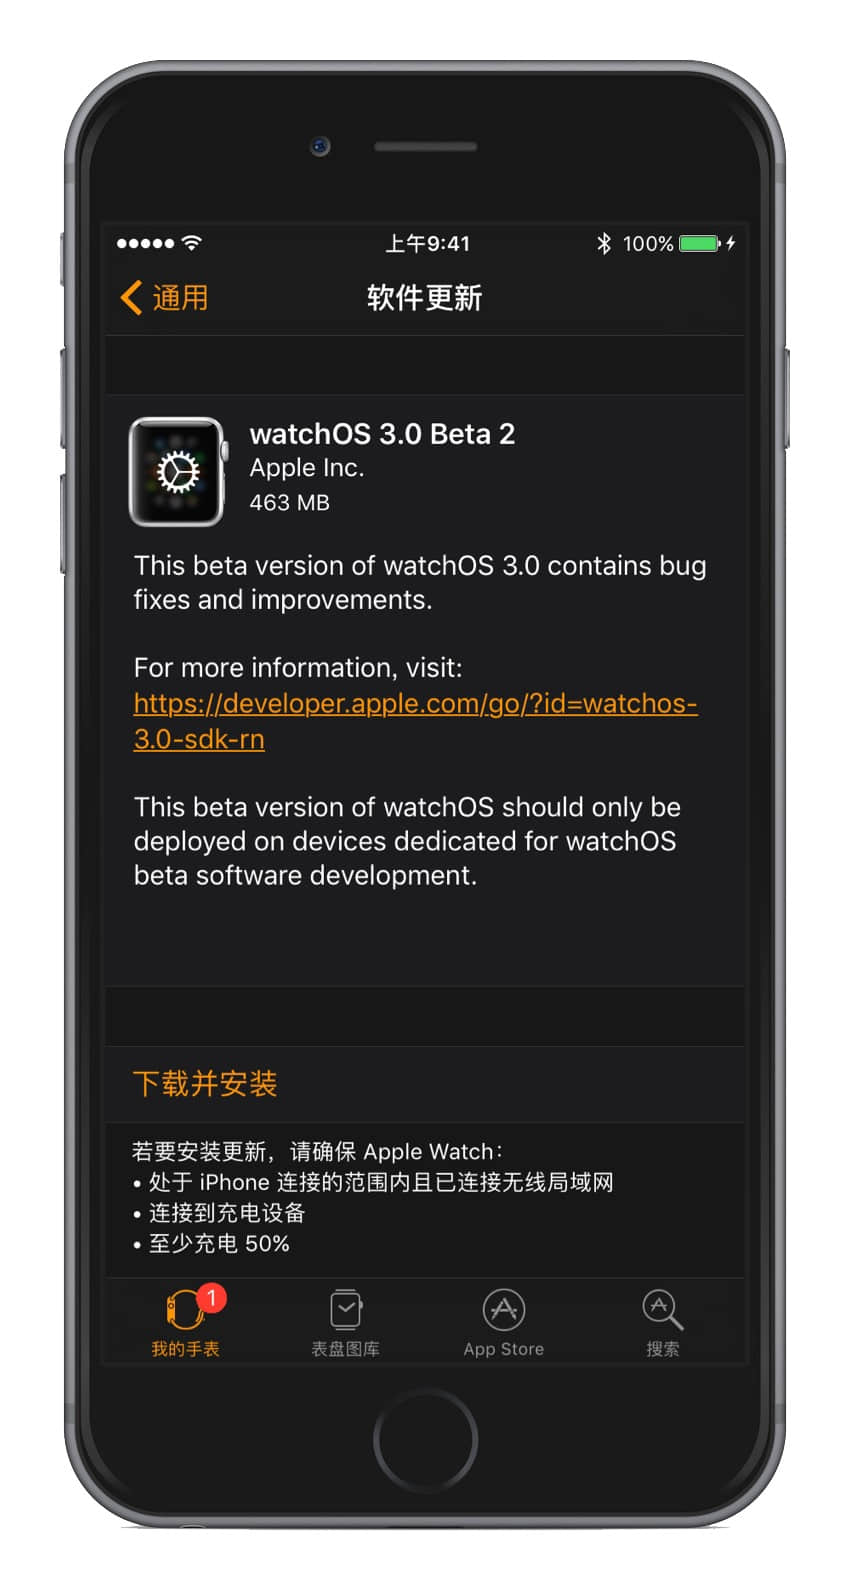 上午9:41
100%
通用
软件更新
watchOS 3.0 Beta 2
Apple Inc.
463 MB
This beta version of watchOS 3.0 contains bug
fixes and improvements.
For more information, visit:
https://developer.apple.com/go/?id=watchos-
3.0-sdk-rn
This beta version of watchOS should only be
deployed on devices dedicated for watchOS
beta software development.
下载并安装
若要安装更新，请确保 Apple Watch：
• 处于 iPhone 连接的范围内且已连接无线局域网
• 连接到充电设备
• 至少充电 50%
1
我的手表
表盘图库
App Store
搜索